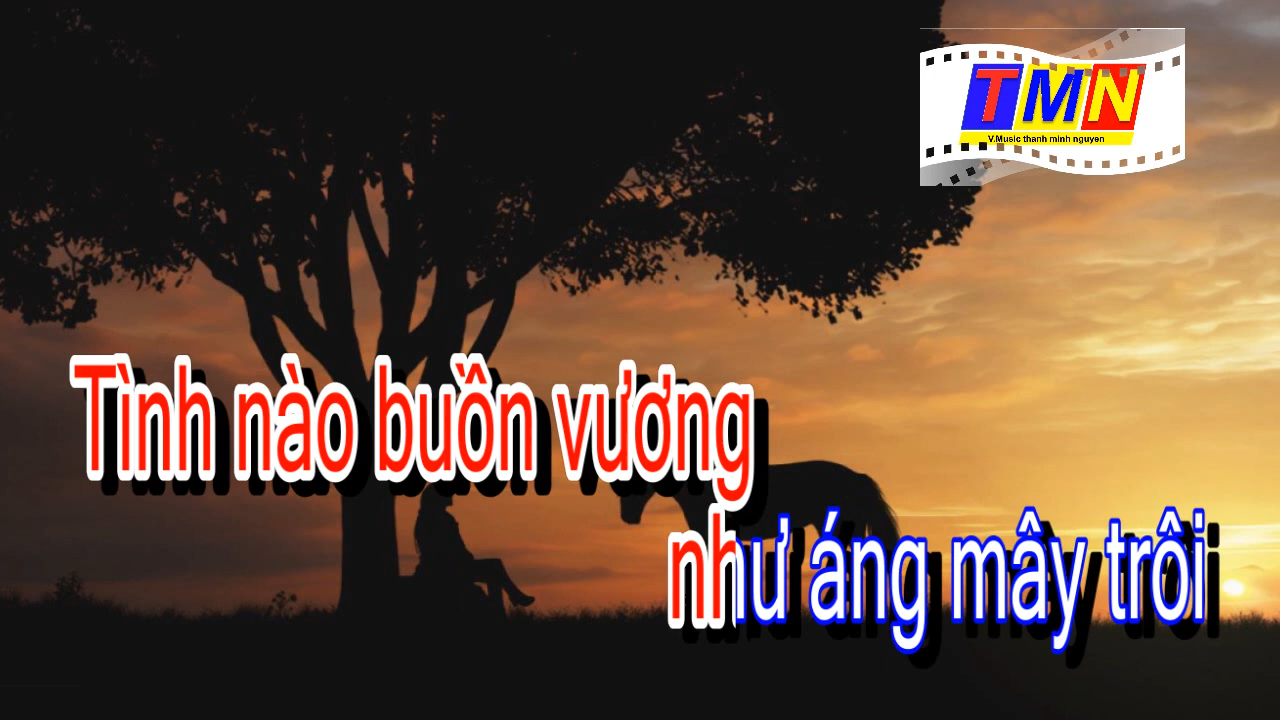 TMN
V.Music thanh minh nguyen
Tình nào buồn vương
như áng mây trôi